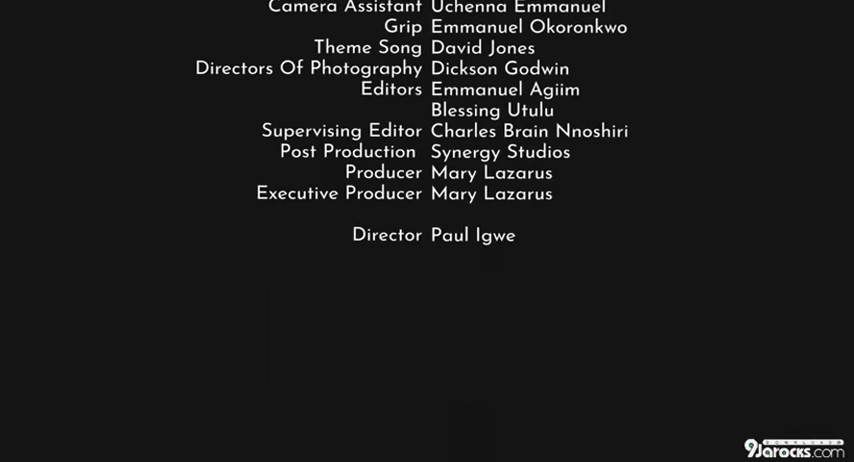 Camera Assistant Uchenna Emmanuel
Grip Emmanuel Okoronkwo
Theme Song David Jones
Directors Of Photography Dickson Godwin
Editors Emmanuel Agiim
Blessing Utulu
Supervising Editor Charles Brain Nnoshiri
Post Production Synergy Studios
Producer Mary Lazarus
Executive Producer Mary Lazarus
Director Paul Igwe
9Jarocks.com